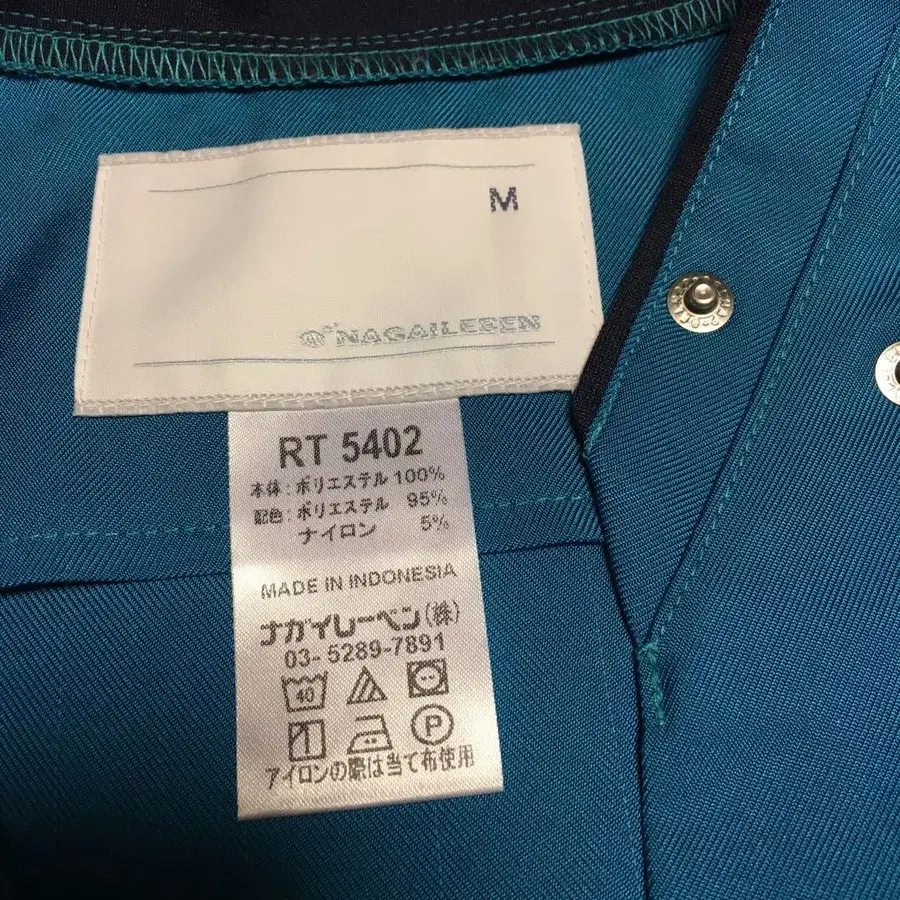 M
NAGAILEBEN
RT 5402
本体:ポリエステル 100%
配色:ポリエステル 95%
ナイロン 5%
MADE IN INDONESIA
ナガイレーベン(株)
03-5289-7891
40
P
アイロンの際は当て布使用